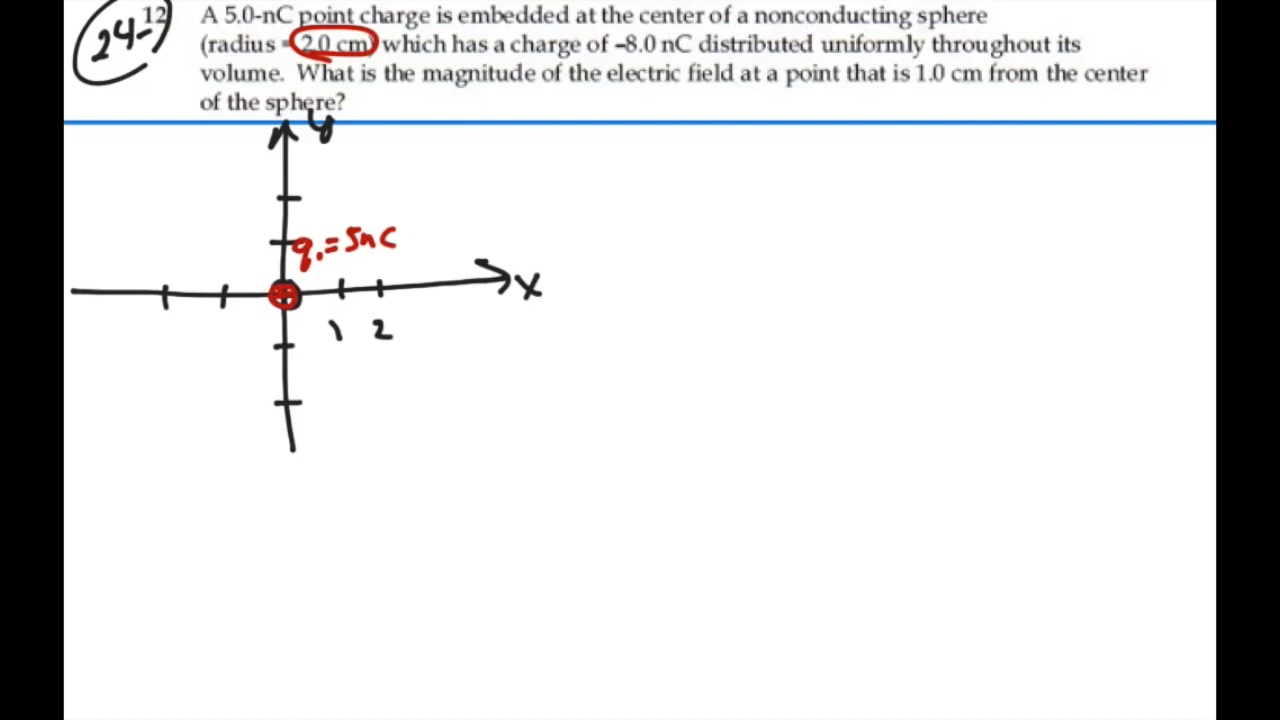 24-12
A 5.0-nC point charge is embedded at the center of a nonconducting sphere
(radius = 2.0 cm) which has a charge of –8.0 nC distributed uniformly throughout its
volume. What is the magnitude of the electric field at a point that is 1.0 cm from the center
of the sphere?
y
q₁ = 5nC
x
1 2